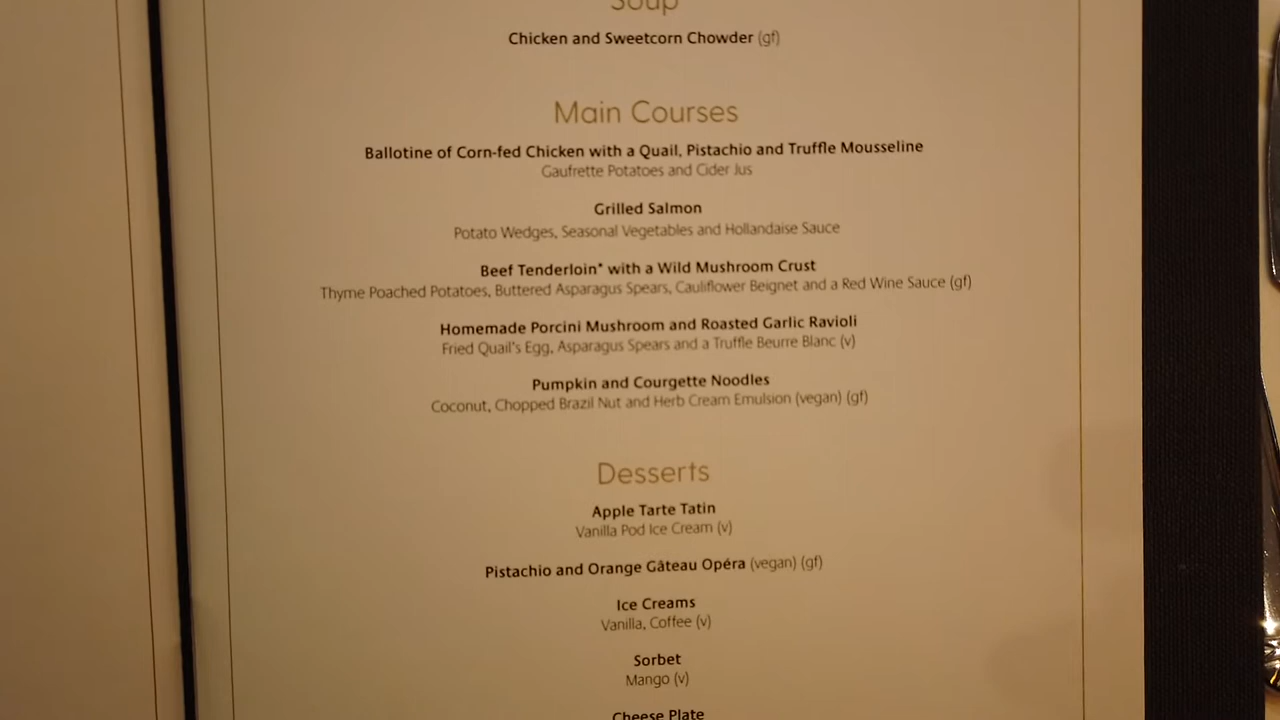 Soup
Chicken and Sweetcorn Chowder (gf)
Main Courses
Ballotine of Corn-fed Chicken with a Quail, Pistachio and Truffle Mousseline
Gaufrette Potatoes and Cider Jus
Grilled Salmon
Potato Wedges, Seasonal Vegetables and Hollandaise Sauce
Beef Tenderloin* with a Wild Mushroom Crust
Thyme Poached Potatoes, Buttered Asparagus Spears, Cauliflower Beignet and a Red Wine Sauce (gf)
Homemade Porcini Mushroom and Roasted Garlic Ravioli
Fried Quail's Egg, Asparagus Spears and a Truffle Beurre Blanc (v)
Pumpkin and Courgette Noodles
Coconut, Chopped Brazil Nut and Herb Cream Emulsion (vegan) (gf)
Desserts
Apple Tarte Tatin
Vanilla Pod Ice Cream (v)
Pistachio and Orange Gâteau Opéra (vegan) (gf)
Ice Creams
Vanilla, Coffee (v)
Sorbet
Mango (v)
Cheese Plate